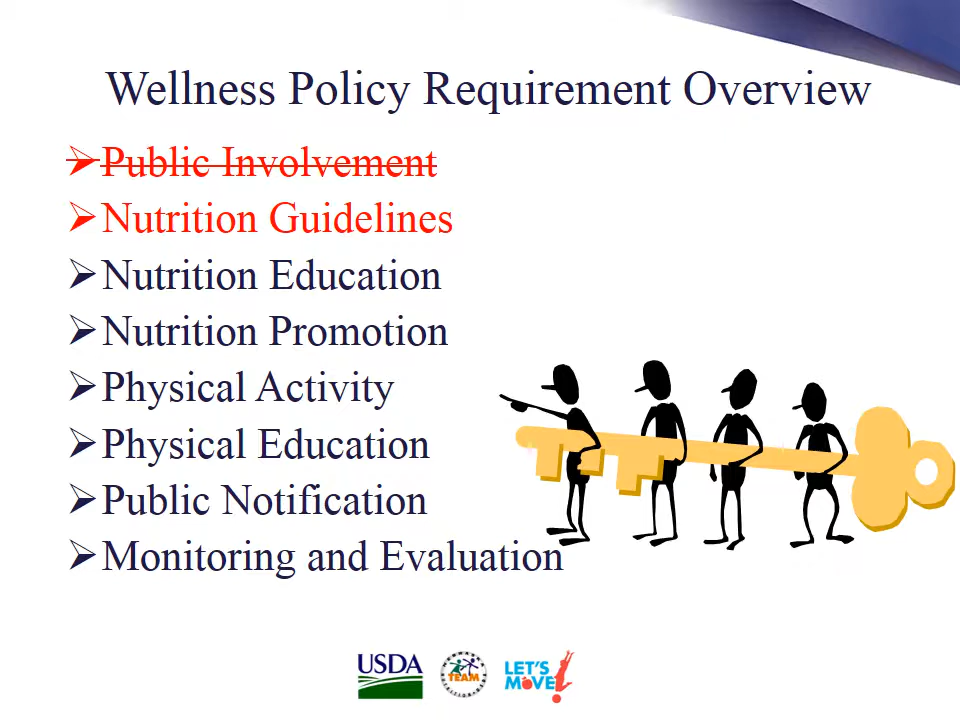 Wellness Policy Requirement Overview
Public Involvement
Nutrition Guidelines
Nutrition Education
Nutrition Promotion
Physical Activity
Physical Education
Public Notification
Monitoring and Evaluation
USDA
TEAM
LET'S
MOVE!